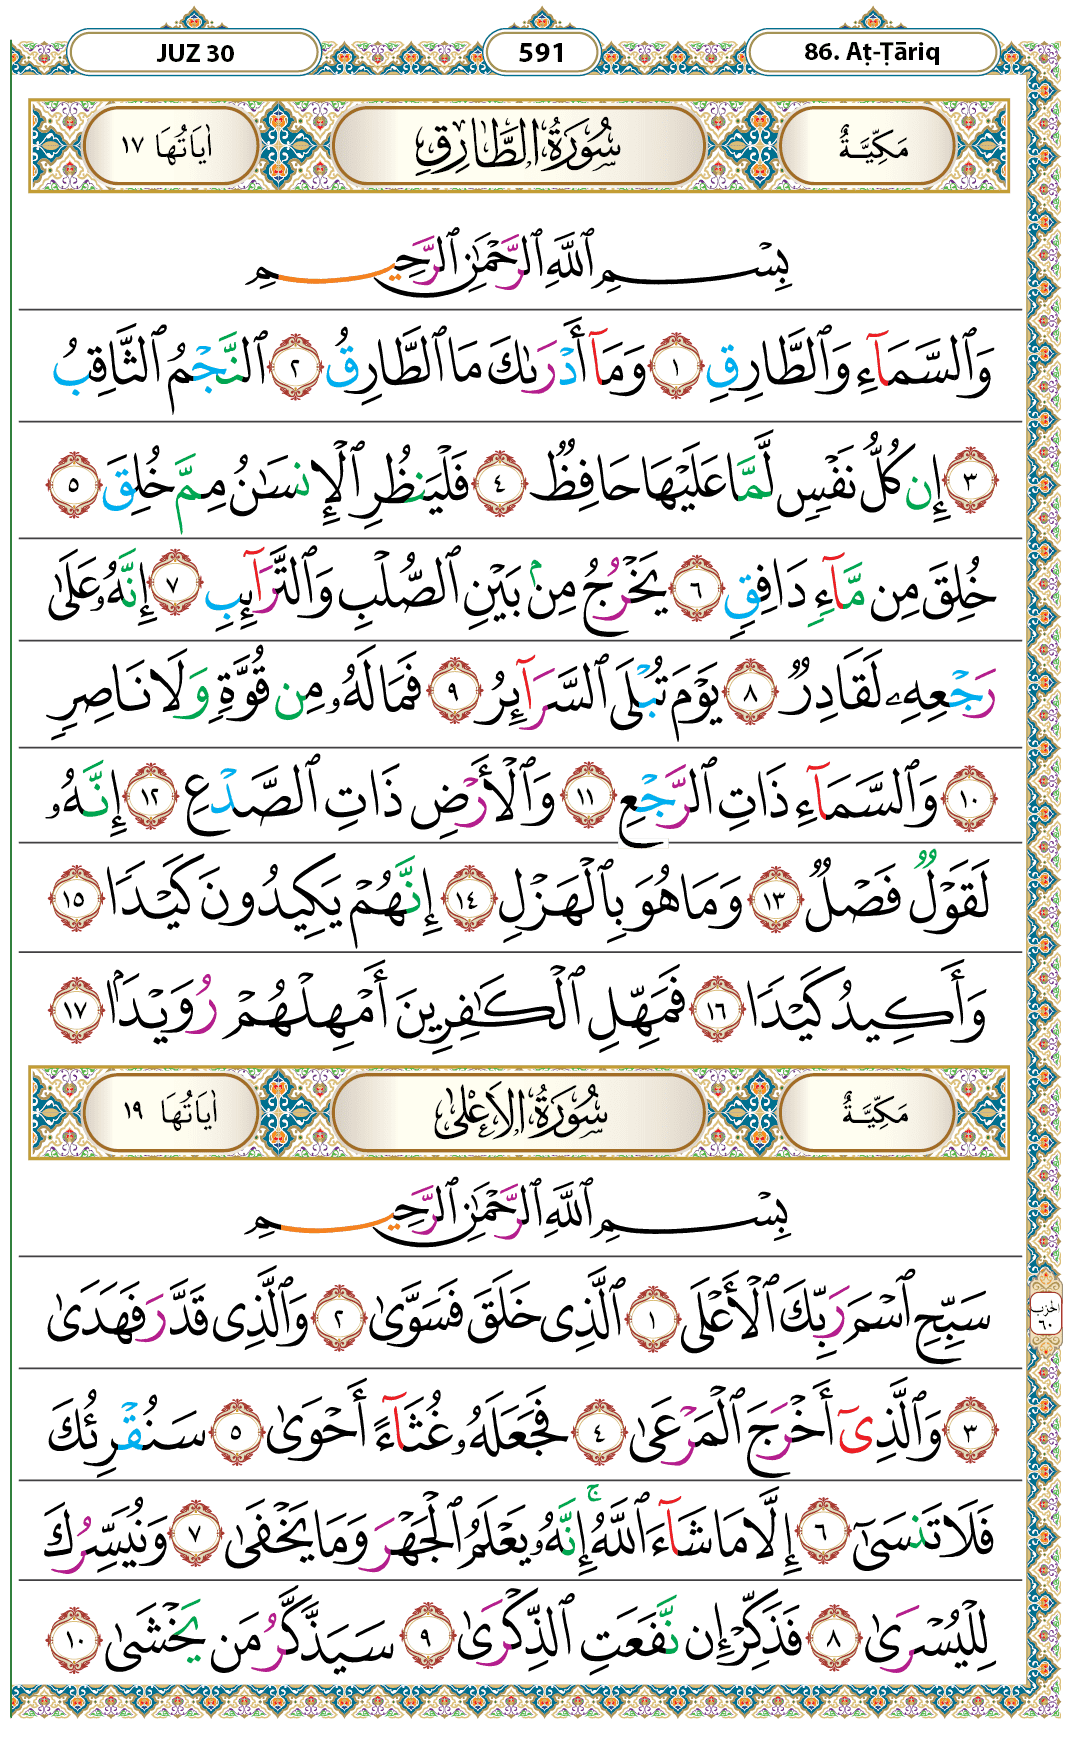 JUZ 30 591 86. Aṭ-Ṭāriq
مَكِّيَّةٌ سُورَةُ الطَّارِقِ اٰيَاتُهَا ١٧
بِسْمِ ٱللَّهِ ٱلرَّحْمَٰنِ ٱلرَّحِيمِ
وَٱلسَّمَآءِ وَٱلطَّارِقِ ١ وَمَآ أَدْرَىٰكَ مَا ٱلطَّارِقُ ٢ ٱلنَّجْمُ ٱلثَّاقِبُ
٣ إِن كُلُّ نَفْسٍ لَّمَّا عَلَيْهَا حَافِظٌ ٤ فَلْيَنظُرِ ٱلْإِنسَٰنُ مِمَّ خُلِقَ ٥
خُلِقَ مِن مَّآءٍ دَافِقٍ ٦ يَخْرُجُ مِنۢ بَيْنِ ٱلصُّلْبِ وَٱلتَّرَآئِبِ ٧ إِنَّهُۥ عَلَىٰ
رَجْعِهِۦ لَقَادِرٌ ٨ يَوْمَ تُبْلَى ٱلسَّرَآئِرُ ٩ فَمَا لَهُۥ مِن قُوَّةٍ وَلَا نَاصِرٍ
١٠ وَٱلسَّمَآءِ ذَاتِ ٱلرَّجْعِ ١١ وَٱلْأَرْضِ ذَاتِ ٱلصَّدْعِ ١٢ إِنَّهُۥ
لَقَوْلٌ فَصْلٌ ١٣ وَمَا هُوَ بِٱلْهَزْلِ ١٤ إِنَّهُمْ يَكِيدُونَ كَيْدًا ١٥
وَأَكِيدُ كَيْدًا ١٦ فَمَهِّلِ ٱلْكَٰفِرِينَ أَمْهِلْهُمْ رُوَيْدًۢا ١٧
مَكِّيَّةٌ سُورَةُ الْاَعْلٰى اٰيَاتُهَا ١٩
بِسْمِ ٱللَّهِ ٱلرَّحْمَٰنِ ٱلرَّحِيمِ
سَبِّحِ ٱسْمَ رَبِّكَ ٱلْأَعْلَى ١ ٱلَّذِى خَلَقَ فَسَوَّىٰ ٢ وَٱلَّذِى قَدَّرَ فَهَدَىٰ
الحزب ٦٠
٣ وَٱلَّذِىٓ أَخْرَجَ ٱلْمَرْعَىٰ ٤ فَجَعَلَهُۥ غُثَآءً أَحْوَىٰ ٥ سَنُقْرِئُكَ
فَلَا تَنسَىٰٓ ٦ إِلَّا مَا شَآءَ ٱللَّهُ ۚ إِنَّهُۥ يَعْلَمُ ٱلْجَهْرَ وَمَا يَخْفَىٰ ٧ وَنُيَسِّرُكَ
لِلْيُسْرَىٰ ٨ فَذَكِّرْ إِن نَّفَعَتِ ٱلذِّكْرَىٰ ٩ سَيَذَّكَّرُ مَن يَخْشَىٰ ١٠